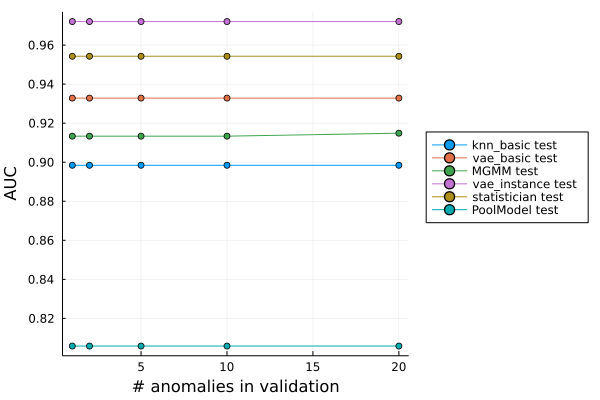 AUC
0.96
0.94
0.92
0.90
0.88
0.86
0.84
0.82
5
10
15
20
# anomalies in validation
knn_basic test
vae_basic test
MGMM test
vae_instance test
statistician test
PoolModel test